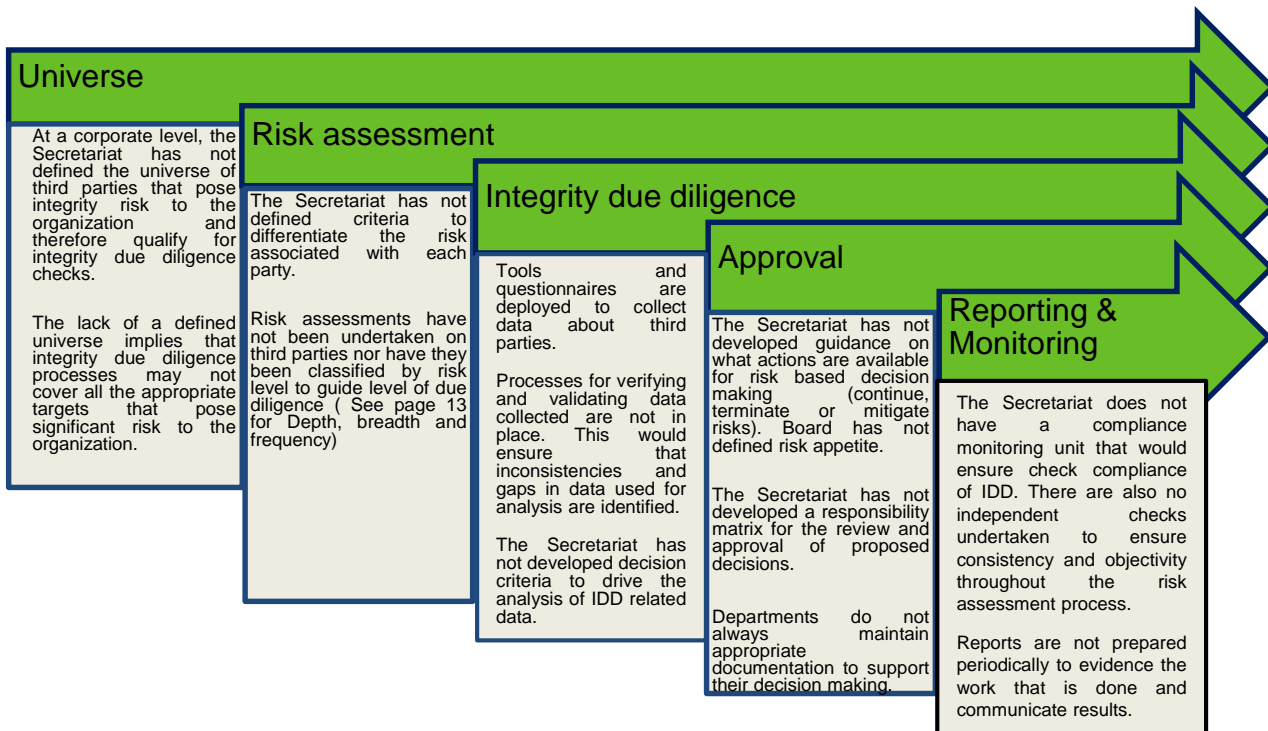 Universe
At a corporate level, the
Secretariat has not
defined the universe of
third parties that pose
integrity risk to the
organization and
therefore qualify for
integrity due diligence
checks.
The lack of a defined
universe implies that
integrity due diligence
processes may not
cover all the appropriate
targets that pose
significant risk to the
organization.
Risk assessment
The Secretariat has not
defined criteria to
differentiate the risk
associated with each
party.
Risk assessments have
not been undertaken on
third parties nor have they
been classified by risk
level to guide level of due
diligence ( See page 13
for Depth, breadth and
frequency)
Integrity due diligence
Tools and
questionnaires are
deployed to collect
data about third
parties.
Processes for verifying
and validating data
collected are not in
place. This would
ensure that
inconsistencies and
gaps in data used for
analysis are identified.
The Secretariat has
not developed decision
criteria to drive the
analysis of IDD related
data.
Approval
The Secretariat has not
developed guidance on
what actions are available
for risk based decision
making (continue,
terminate or mitigate
risks). Board has not
defined risk appetite.
The Secretariat has not
developed a responsibility
matrix for the review and
approval of proposed
decisions.
Departments do not
always maintain
appropriate
documentation to support
their decision making.
Reporting &
Monitoring
The Secretariat does not
have a compliance
monitoring unit that would
ensure check compliance
of IDD. There are also no
independent checks
undertaken to ensure
consistency and objectivity
throughout the risk
assessment process.
Reports are not prepared
periodically to evidence the
work that is done and
communicate results.